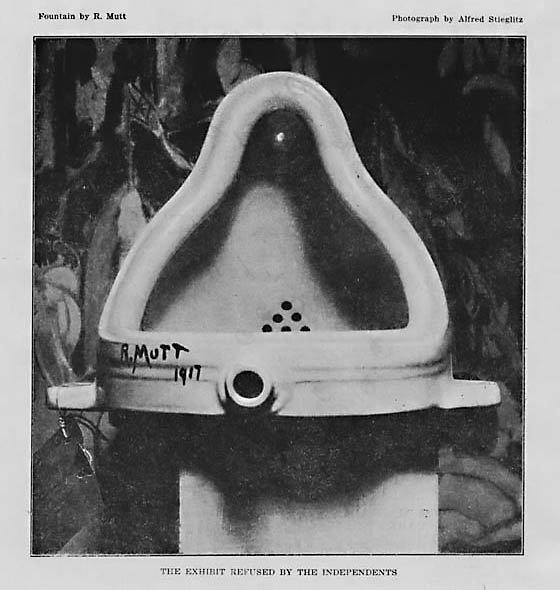 Fountain by R. Mutt
Photograph by Alfred Stieglitz
R. MUTT
1917
THE EXHIBIT REFUSED BY THE INDEPENDENTS